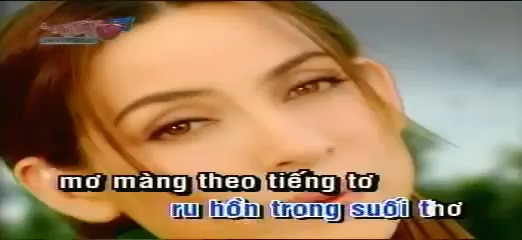 mơ màng theo tiếng tơ
ru hồn trong suối thơ